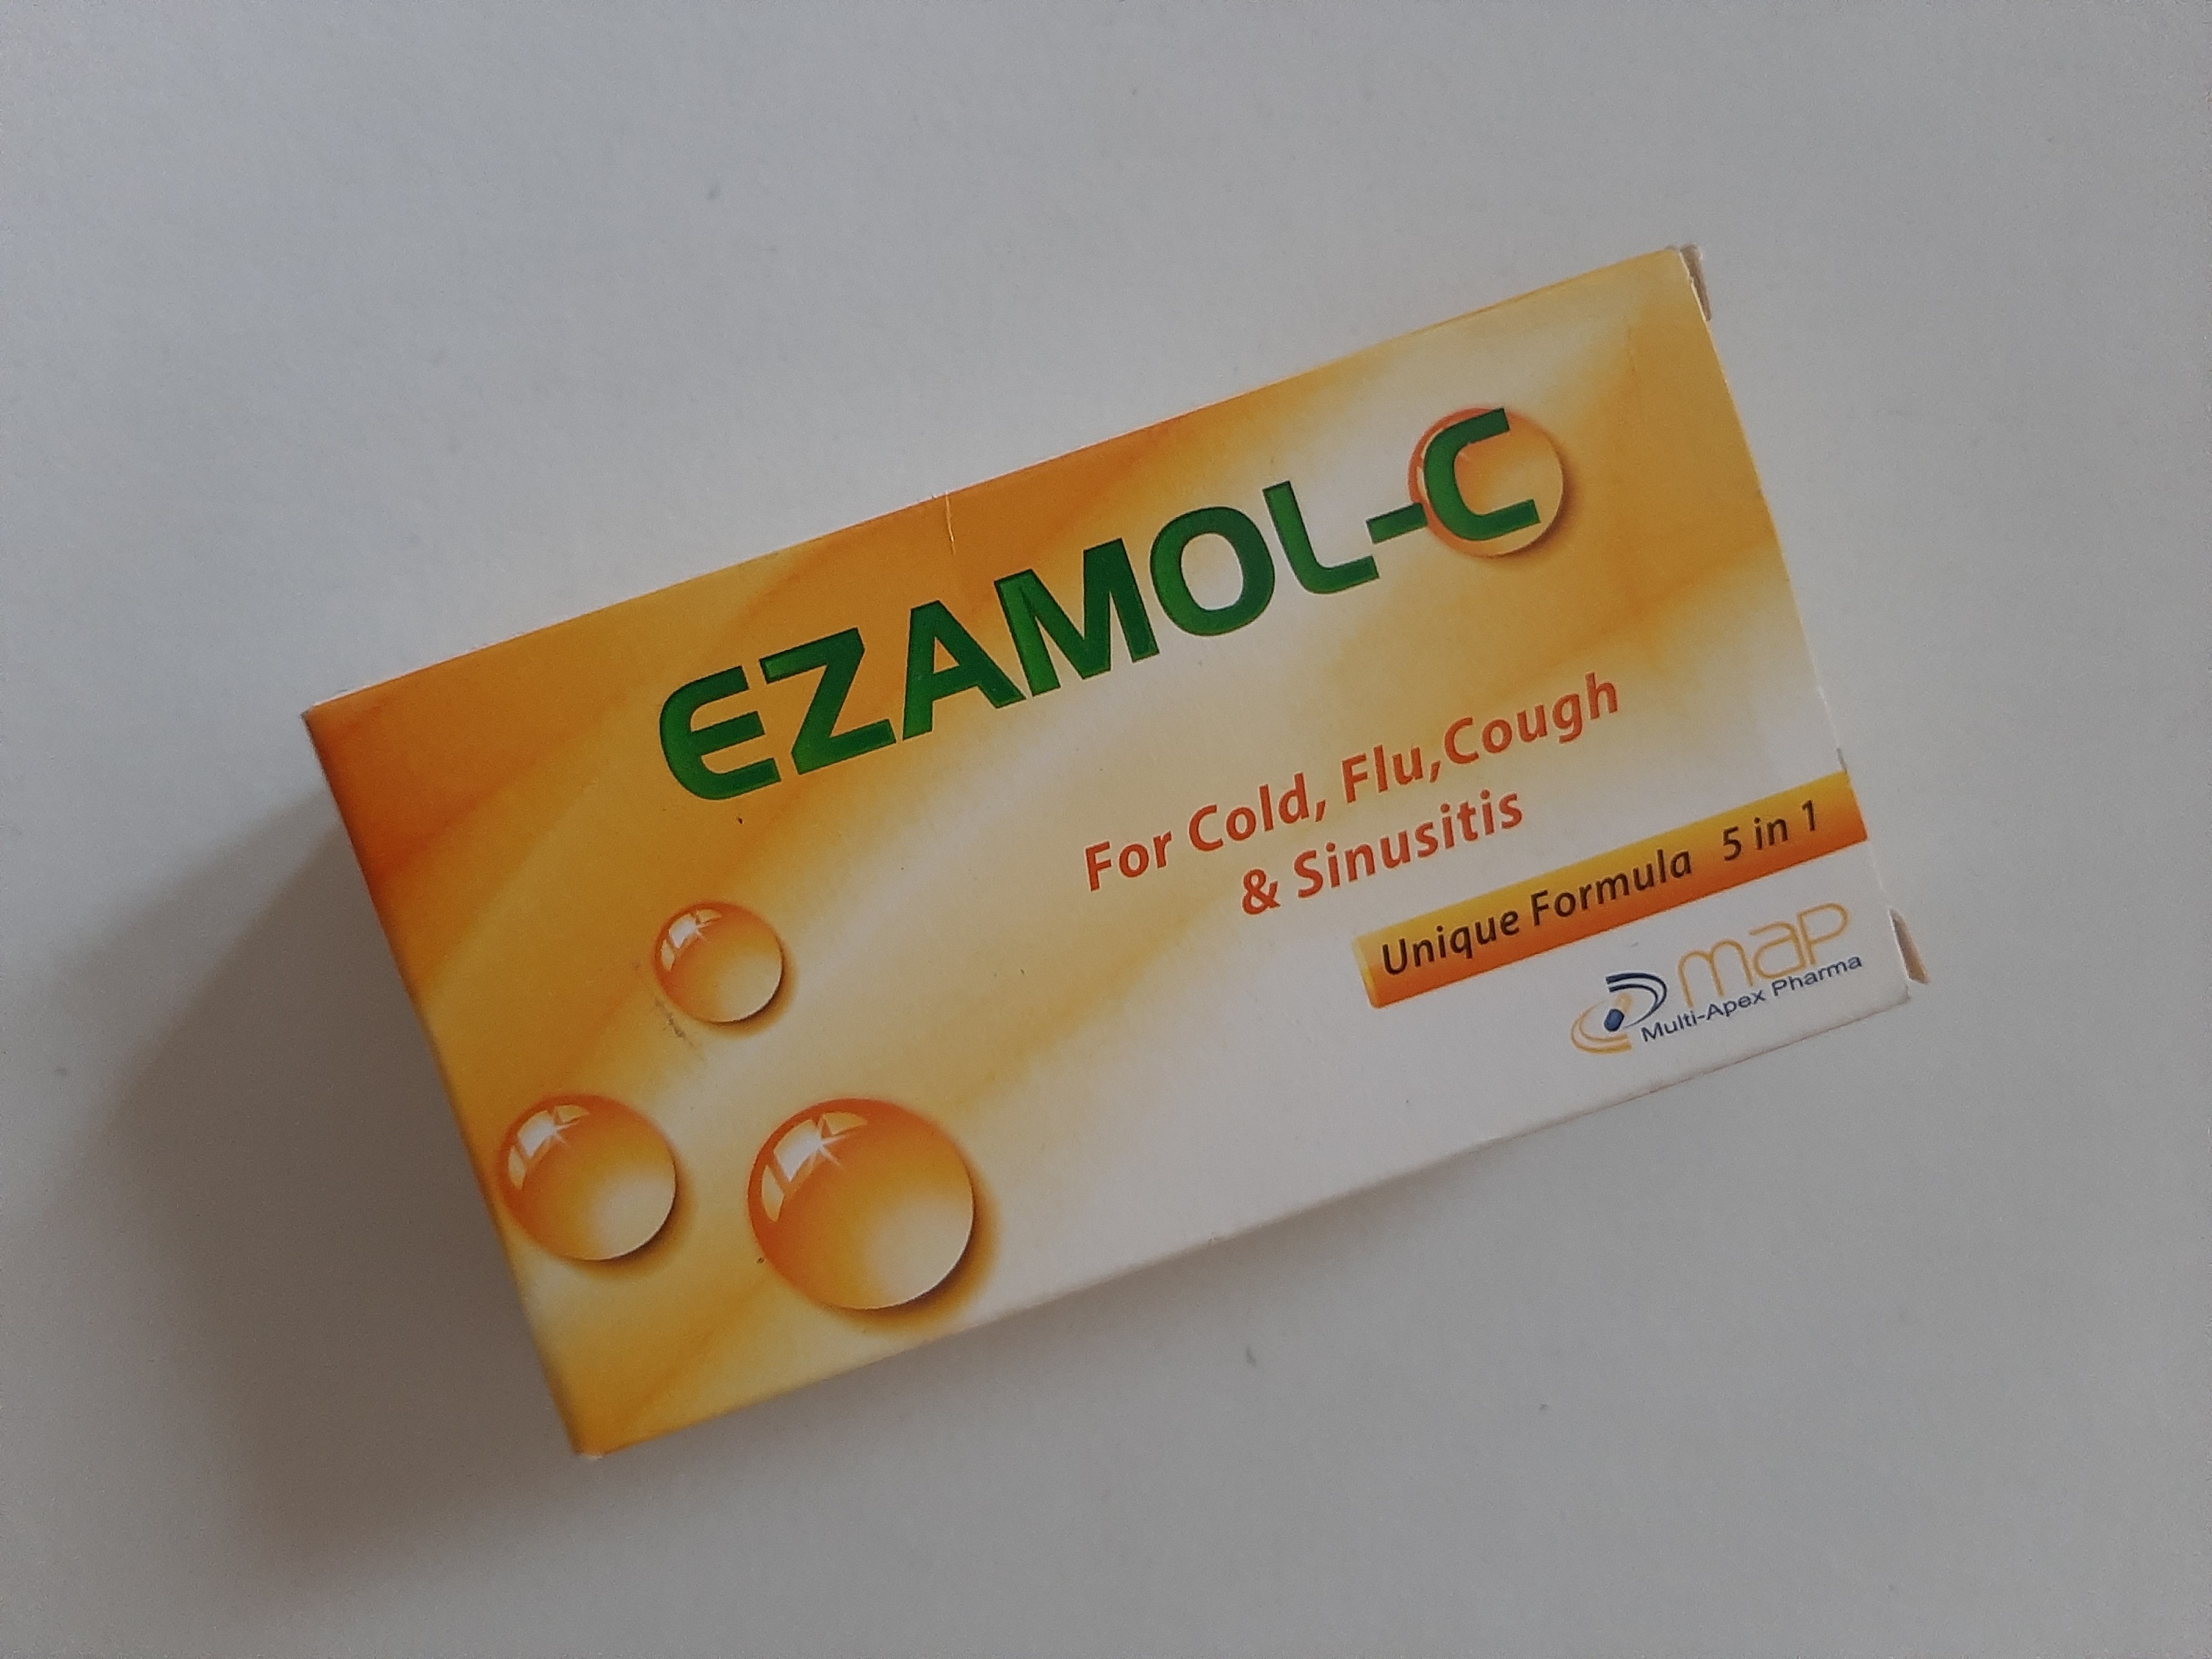 EZAMOL-C
For Cold, Flu,Cough
& Sinusitis
Unique Formula 5 in 1
map
Multi-Apex Pharma